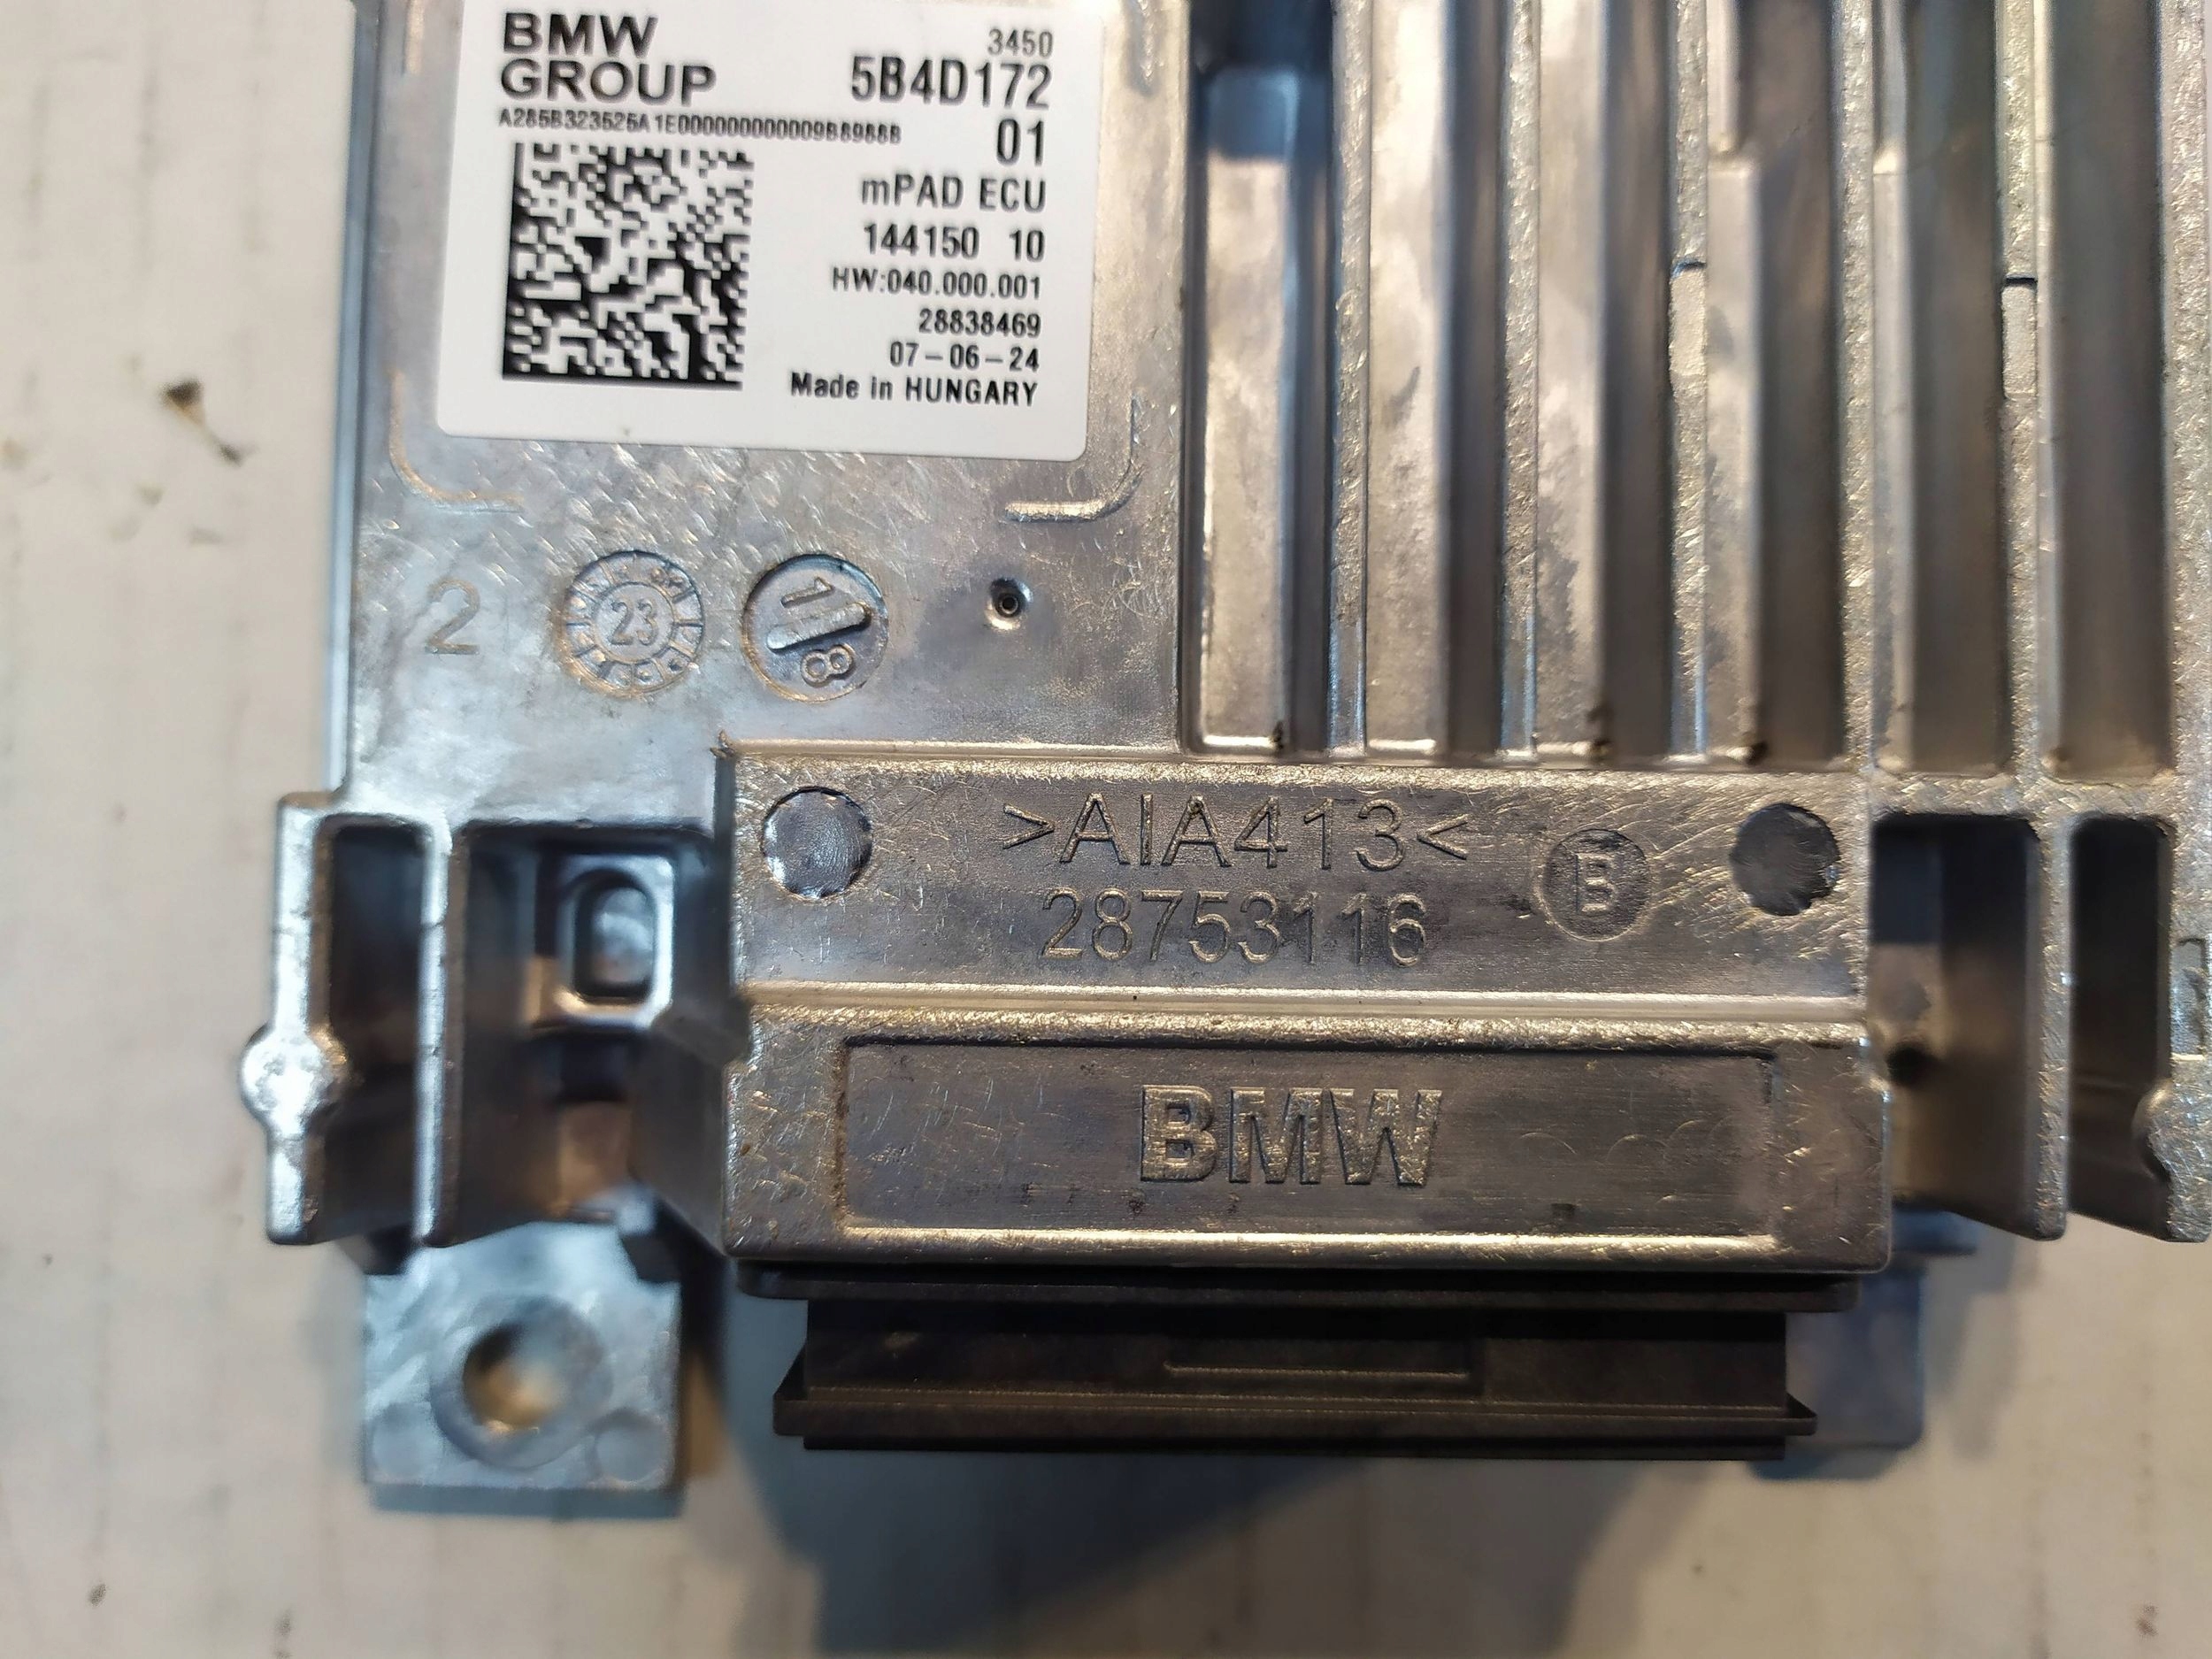 BMW
GROUP
3450
5B4D172
A285B323525A1E000000000009B8988B
01
mPAD ECU
144150 10
HW:040.000.001
28838469
07-06-24
Made in HUNGARY
2
23
18
>AIA413<
28753116
B
BMW